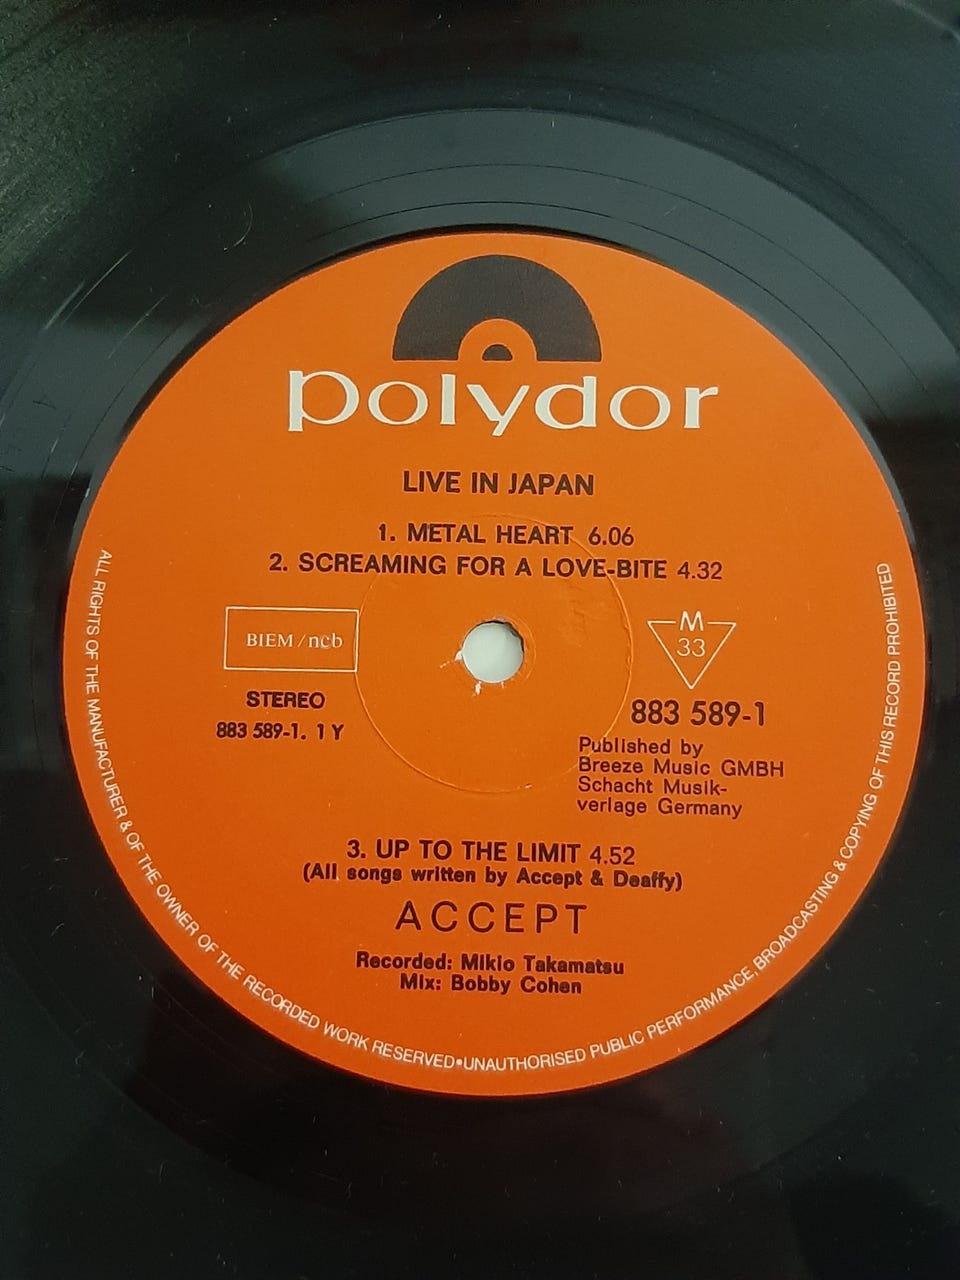 polydor
LIVE IN JAPAN
1. METAL HEART 6.06
2. SCREAMING FOR A LOVE-BITE 4.32
BIEM/ncb
STEREO
883 589-1. 1 Y
M
33
883 589-1
Published by
Breeze Music GMBH
Schacht Musik-
verlage Germany
3. UP TO THE LIMIT 4.52
(All songs written by Accept & Deaffy)
ACCEPT
Recorded: Mikio Takamatsu
Mix: Bobby Cohen
ALL RIGHTS OF THE MANUFACTURER & OF THE OWNER OF THE RECORDED WORK RESERVED•UNAUTHORISED PUBLIC PERFORMANCE, BROADCASTING & COPYING OF THIS RECORD PROHIBITED